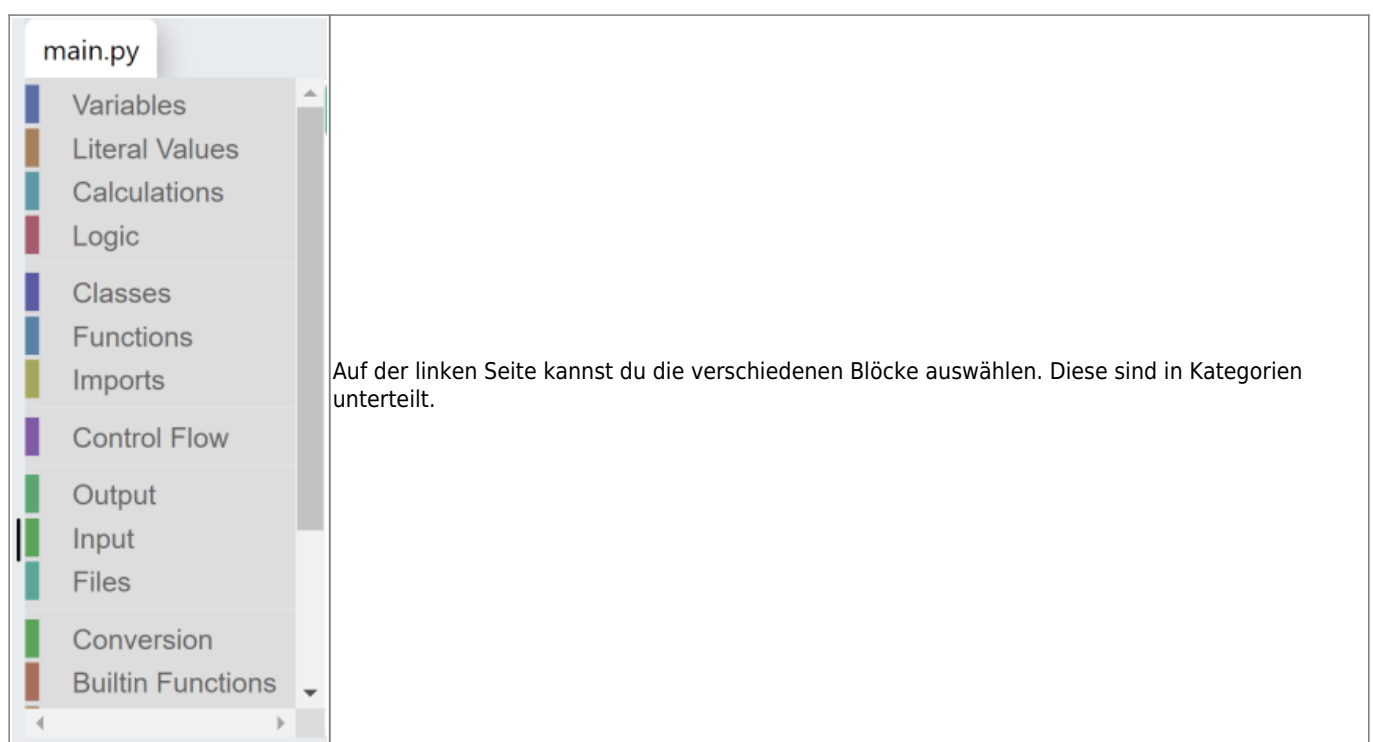 main.py
Variables
Literal Values
Calculations
Logic
Classes
Functions
Imports
Control Flow
Output
Input
Files
Conversion
Builtin Functions
Auf der linken Seite kannst du die verschiedenen Blöcke auswählen. Diese sind in Kategorien
unterteilt.